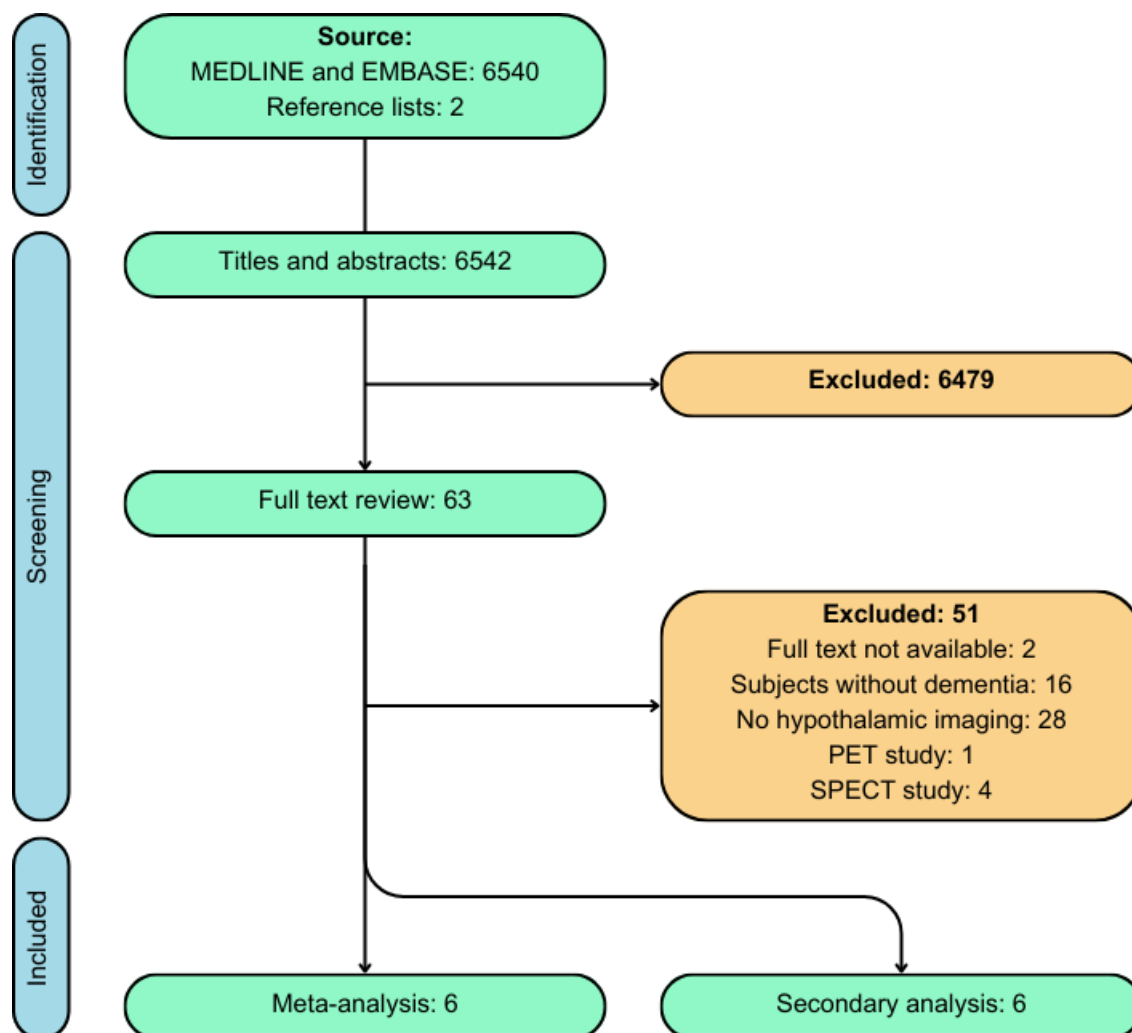 Identification
Source:
MEDLINE and EMBASE: 6540
Reference lists: 2
Screening
Titles and abstracts: 6542
Excluded: 6479
Full text review: 63
Excluded: 51
Full text not available: 2
Subjects without dementia: 16
No hypothalamic imaging: 28
PET study: 1
SPECT study: 4
Included
Meta-analysis: 6
Secondary analysis: 6